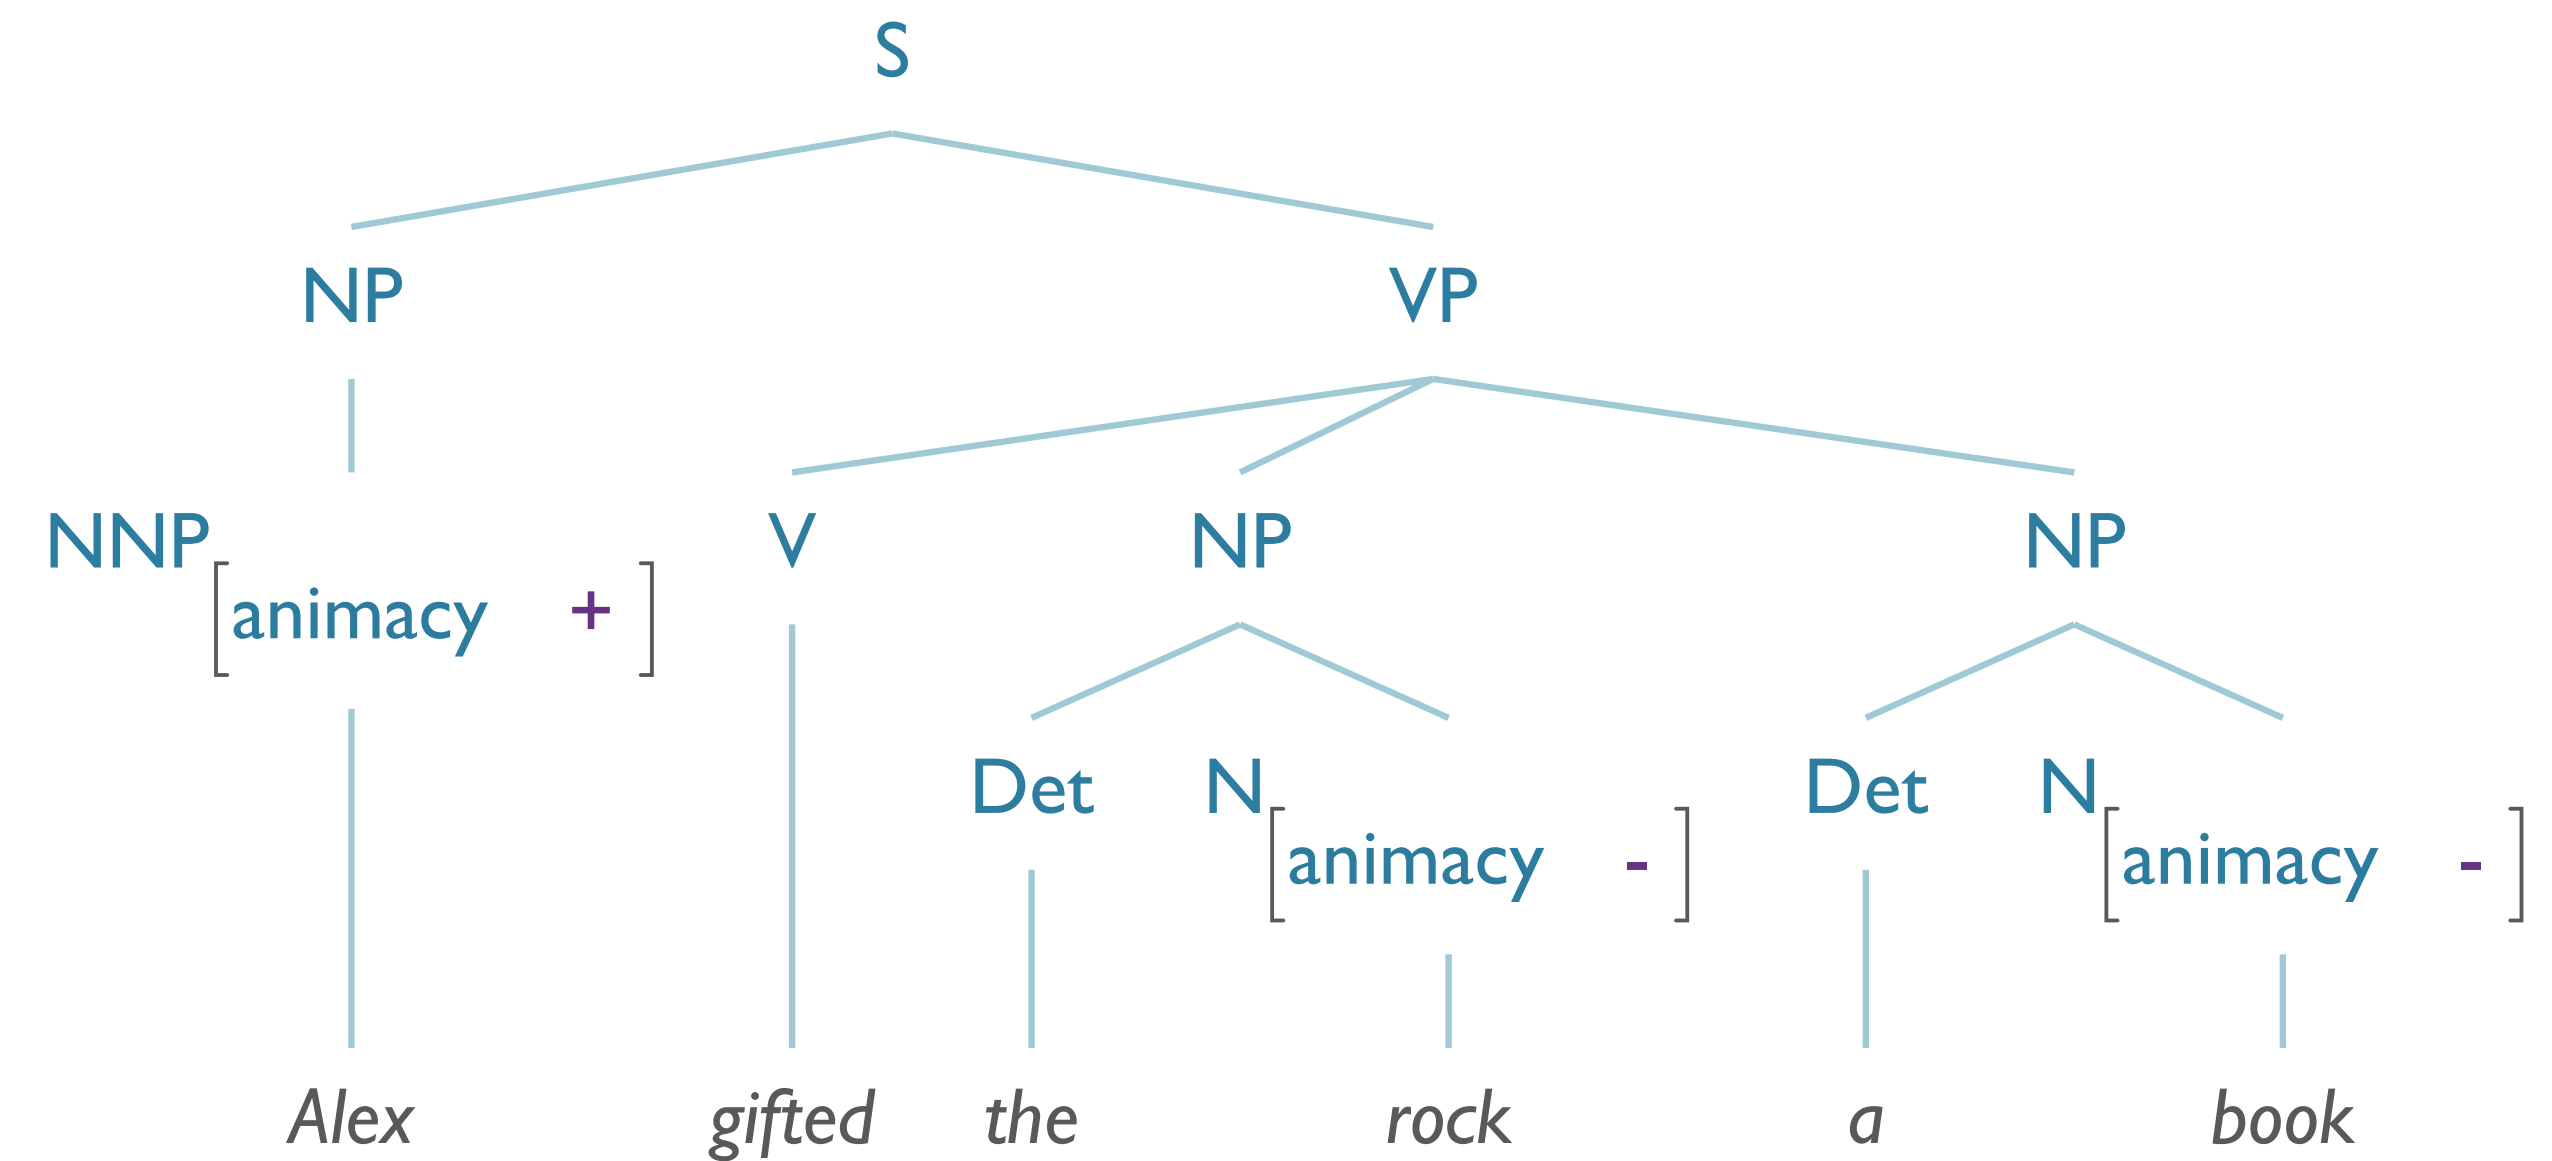 S
NP VP
NNP V NP NP
[animacy +]
Det N Det N
[animacy -] [animacy -]
Alex gifted the rock a book